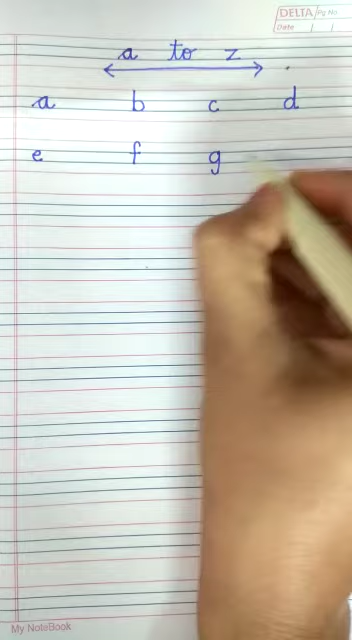 DELTA Pg No
Date / /
a to z
a b c d
e f g
My NoteBook